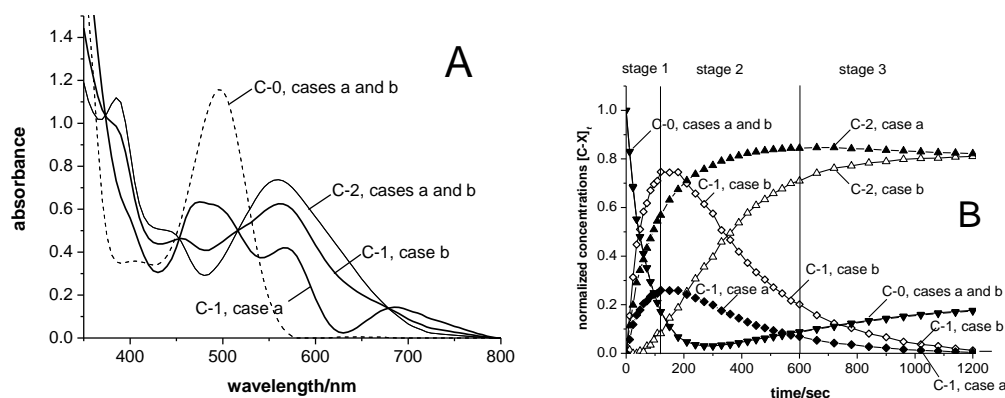 A
1.4
1.2
1.0
0.8
0.6
0.4
0.2
0.0
absorbance
400
500
600
700
800
wavelength/nm
C-0, cases a and b
C-2, cases a and b
C-1, case b
C-1, case a
stage 1
stage 2
stage 3
B
1.0
0.8
0.6
0.4
0.2
0.0
normalized concentrations [C-X]t
0
200
400
600
800
1000
1200
time/sec
C-0, cases a and b
C-2, case a
C-1, case b
C-2, case b
C-1, case b
C-1, case a
C-0, cases a and b
C-1, case b
C-1, case a